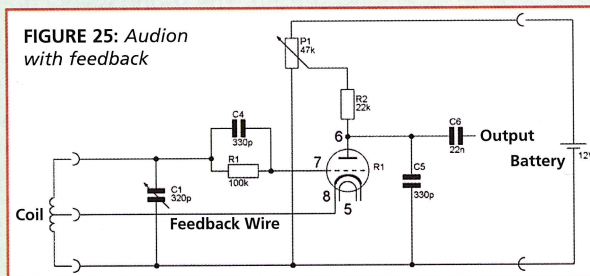 FIGURE 25: Audion
with feedback
P1
47k
R2
22k
C4
330p
6
C6
22n
Output
Battery
12v
R1
100k
7
R1
C5
330p
8
5
C1
320p
Feedback Wire
Coil